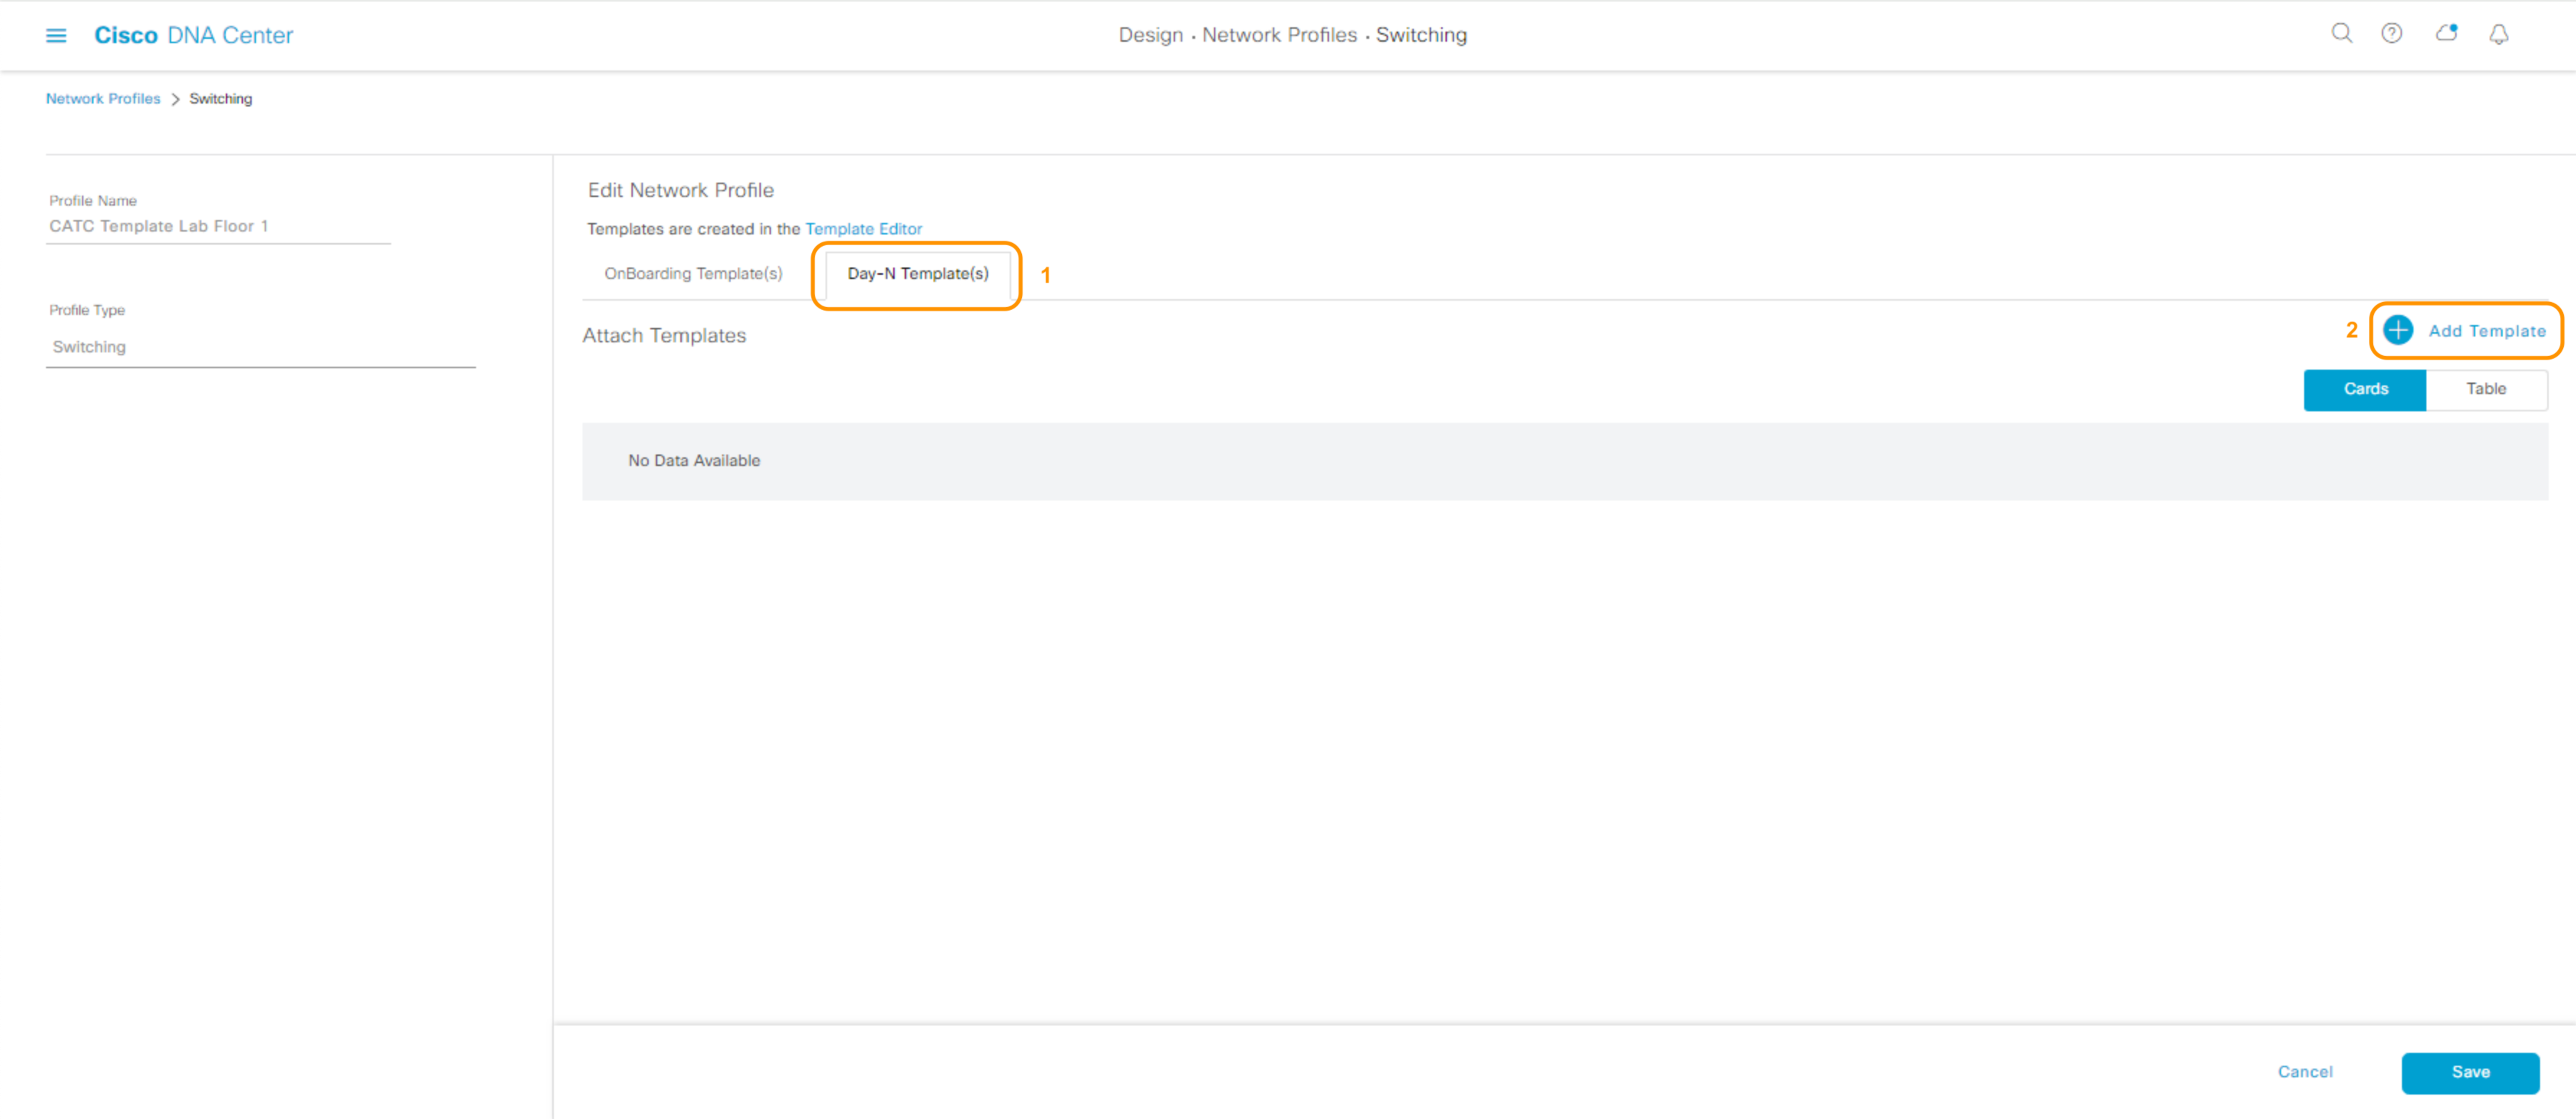 Cisco DNA Center
Design · Network Profiles · Switching
Network Profiles > Switching
Profile Name
CATC Template Lab Floor 1
Profile Type
Switching
Edit Network Profile
Templates are created in the Template Editor
OnBoarding Template(s)
Day-N Template(s)
1
Attach Templates
2
Add Template
Cards
Table
No Data Available
Cancel
Save